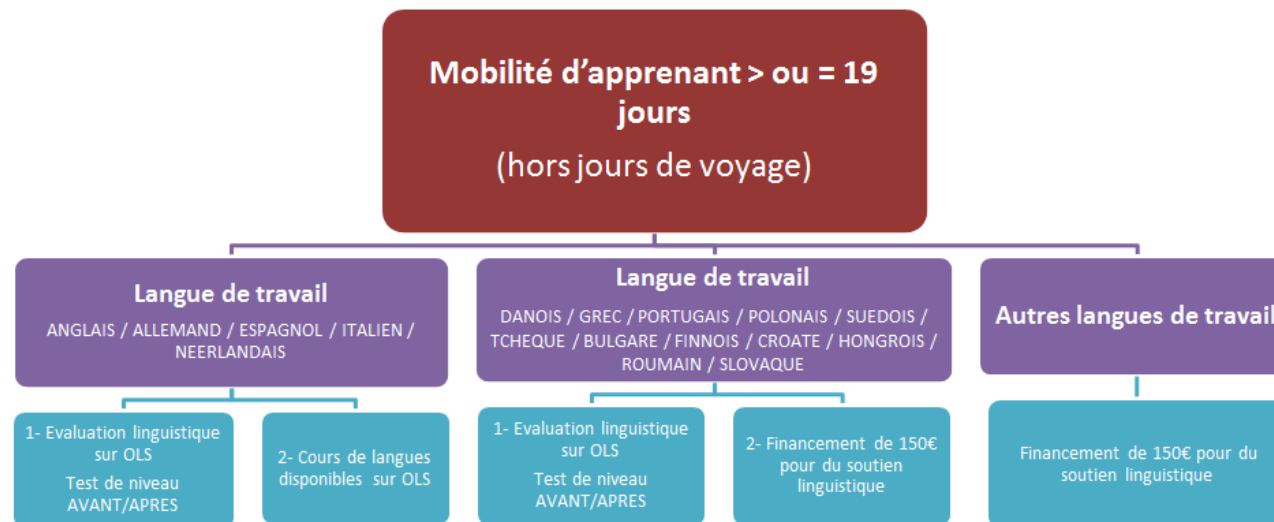 Mobilité d'apprenant > ou = 19
jours
(hors jours de voyage)
Langue de travail
ANGLAIS / ALLEMAND / ESPAGNOL / ITALIEN /
NEERLANDAIS
Langue de travail
DANOIS / GREC / PORTUGAIS / POLONAIS / SUEDOIS /
TCHEQUE / BULGARE / FINNOIS / CROATE / HONGROIS /
ROUMAIN / SLOVAQUE
Autres langues de travail
1- Evaluation linguistique
sur OLS
Test de niveau
AVANT/APRES
2- Cours de langues
disponibles sur OLS
1- Evaluation linguistique
sur OLS
Test de niveau
AVANT/APRES
2- Financement de 150€
pour du soutien
linguistique
Financement de 150€ pour du
soutien linguistique